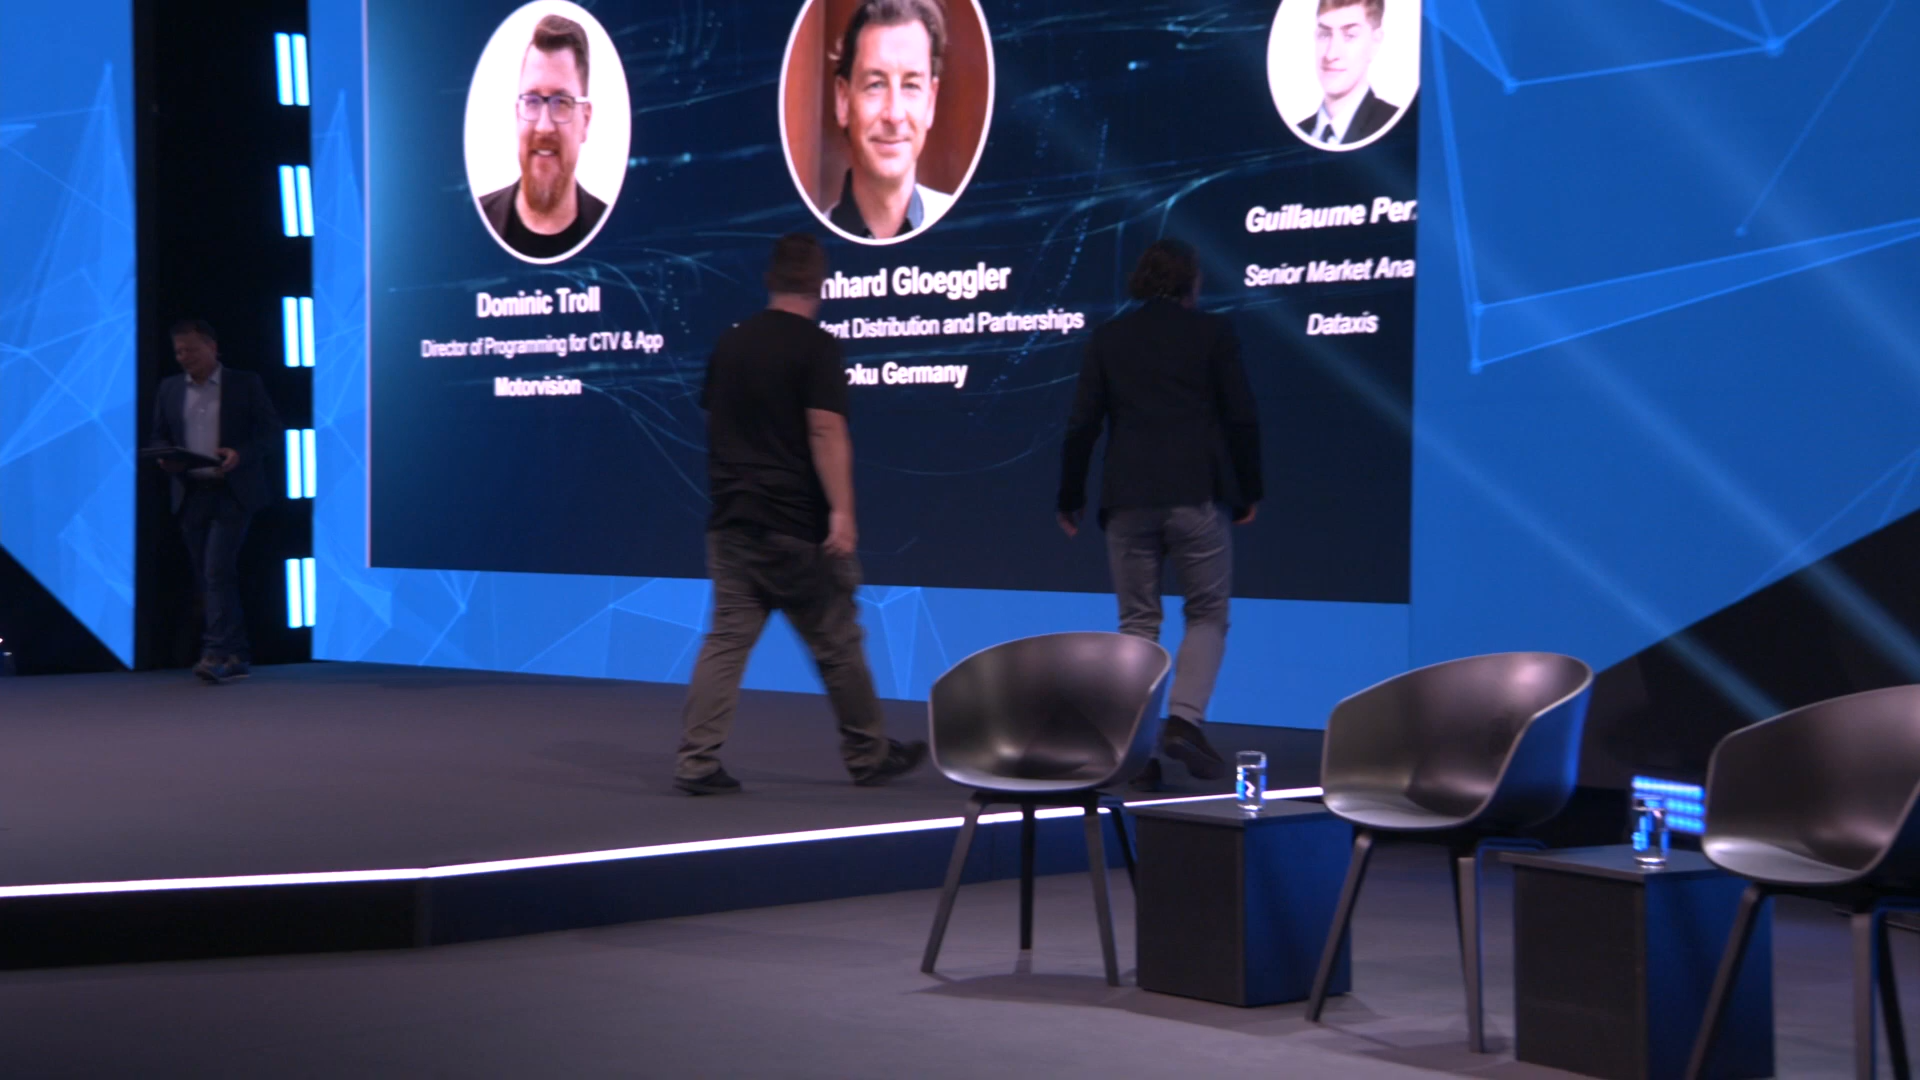 Dominic Troll
Director of Programming for CTV & App
Motorvision
nhard Gloeggler
ent Distribution and Partnerships
oku Germany
Guillaume Per
Senior Market Ana
Dataxis